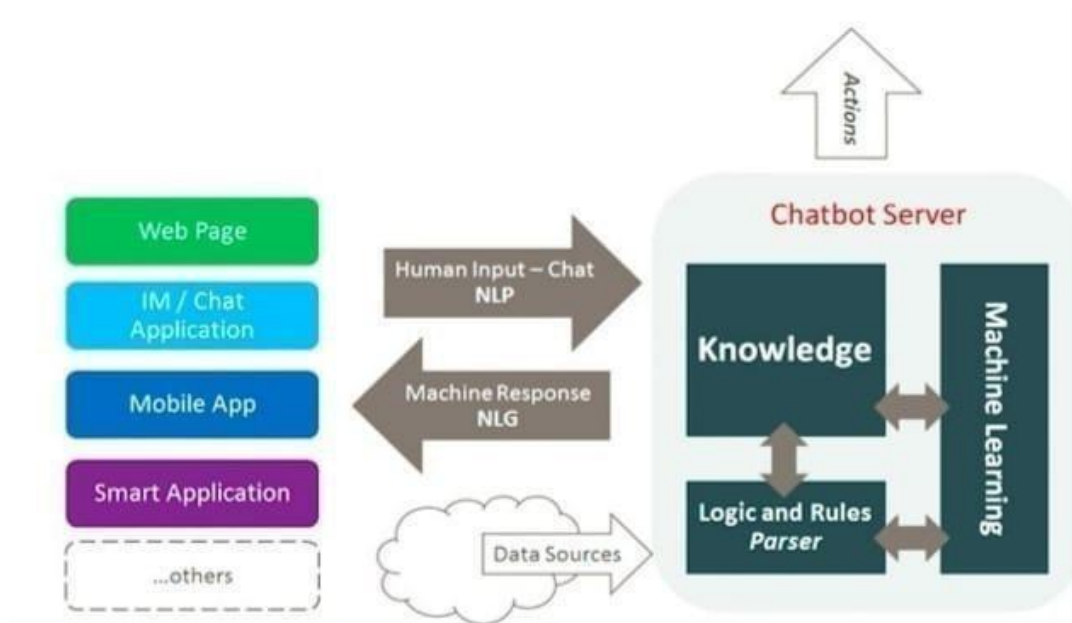 Actions
Chatbot Server
Web Page
IM / Chat
Application
Mobile App
Smart Application
...others
Human Input – Chat
NLP
Machine Response
NLG
Data Sources
Knowledge
Logic and Rules
Parser
Machine Learning